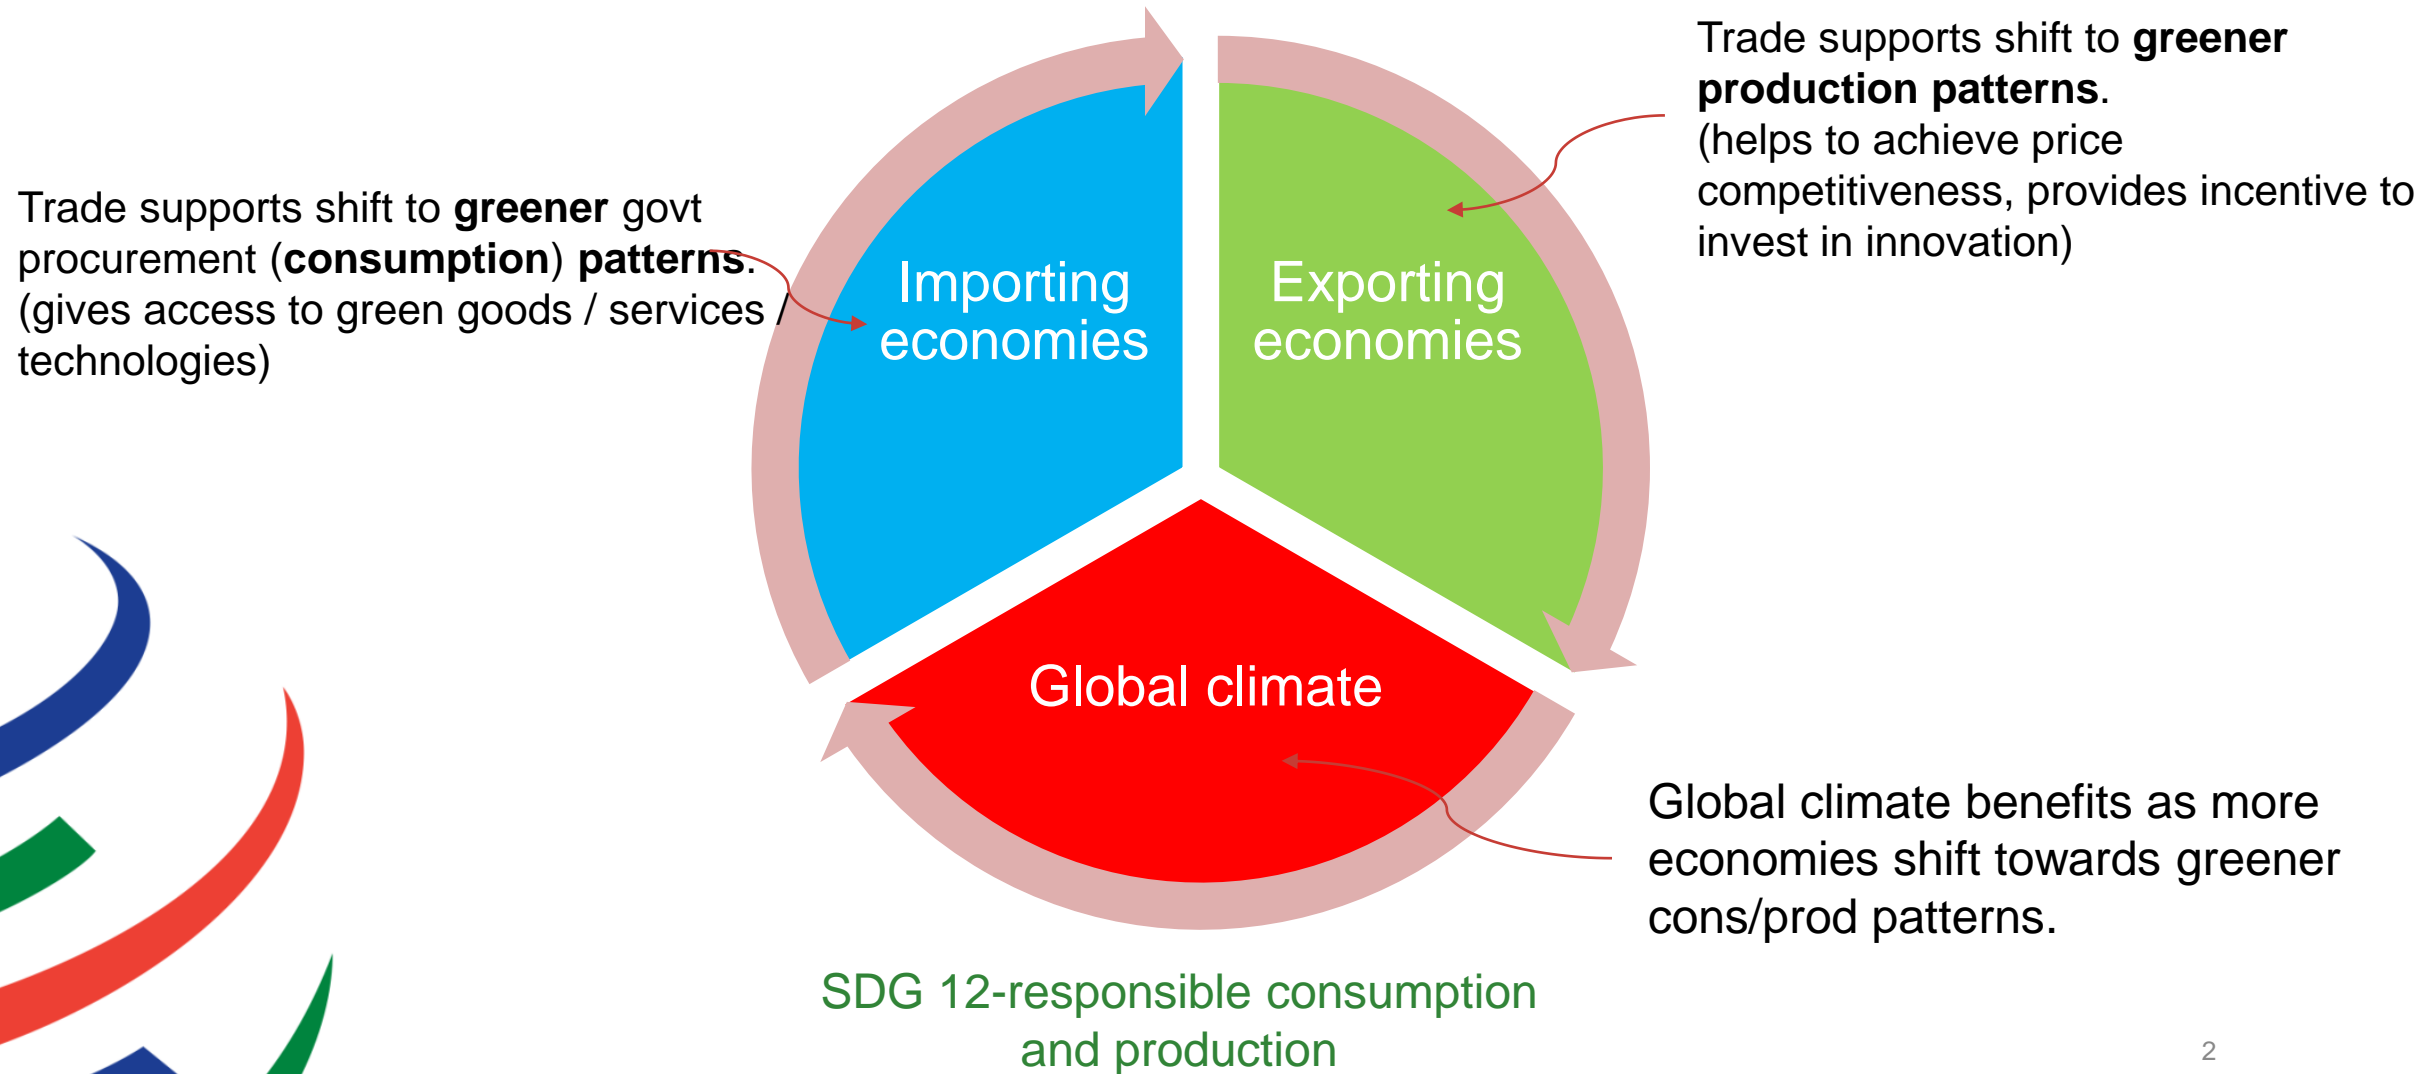 Trade supports shift to greener
production patterns.
(helps to achieve price
competitiveness, provides incentive to
invest in innovation)
Trade supports shift to greener govt
procurement (consumption) patterns.
(gives access to green goods / services /
technologies)
Importing
economies
Exporting
economies
Global climate
Global climate benefits as more
economies shift towards greener
cons/prod patterns.
SDG 12-responsible consumption
and production
2